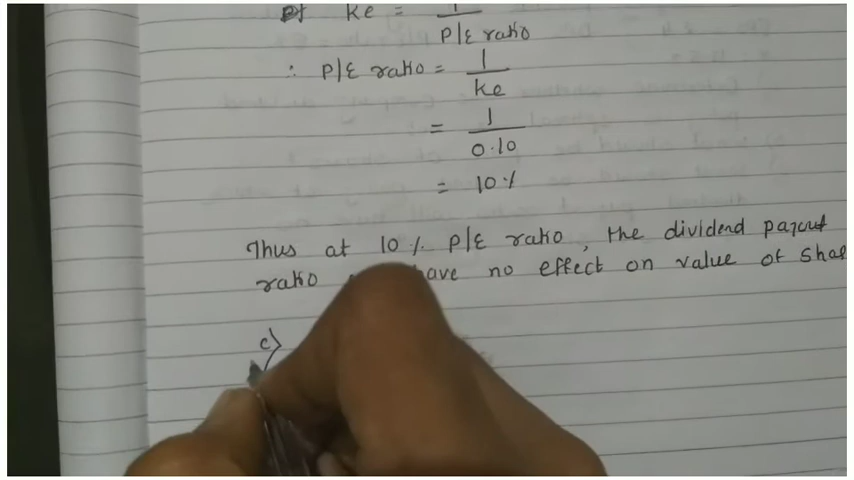 Ke = 1
P/E ratio
∴ P/E ratio = 1
Ke
= 1
0.10
= 10%
Thus at 10% P/E ratio, the dividend payout
ratio have no effect on value of Sha
c)